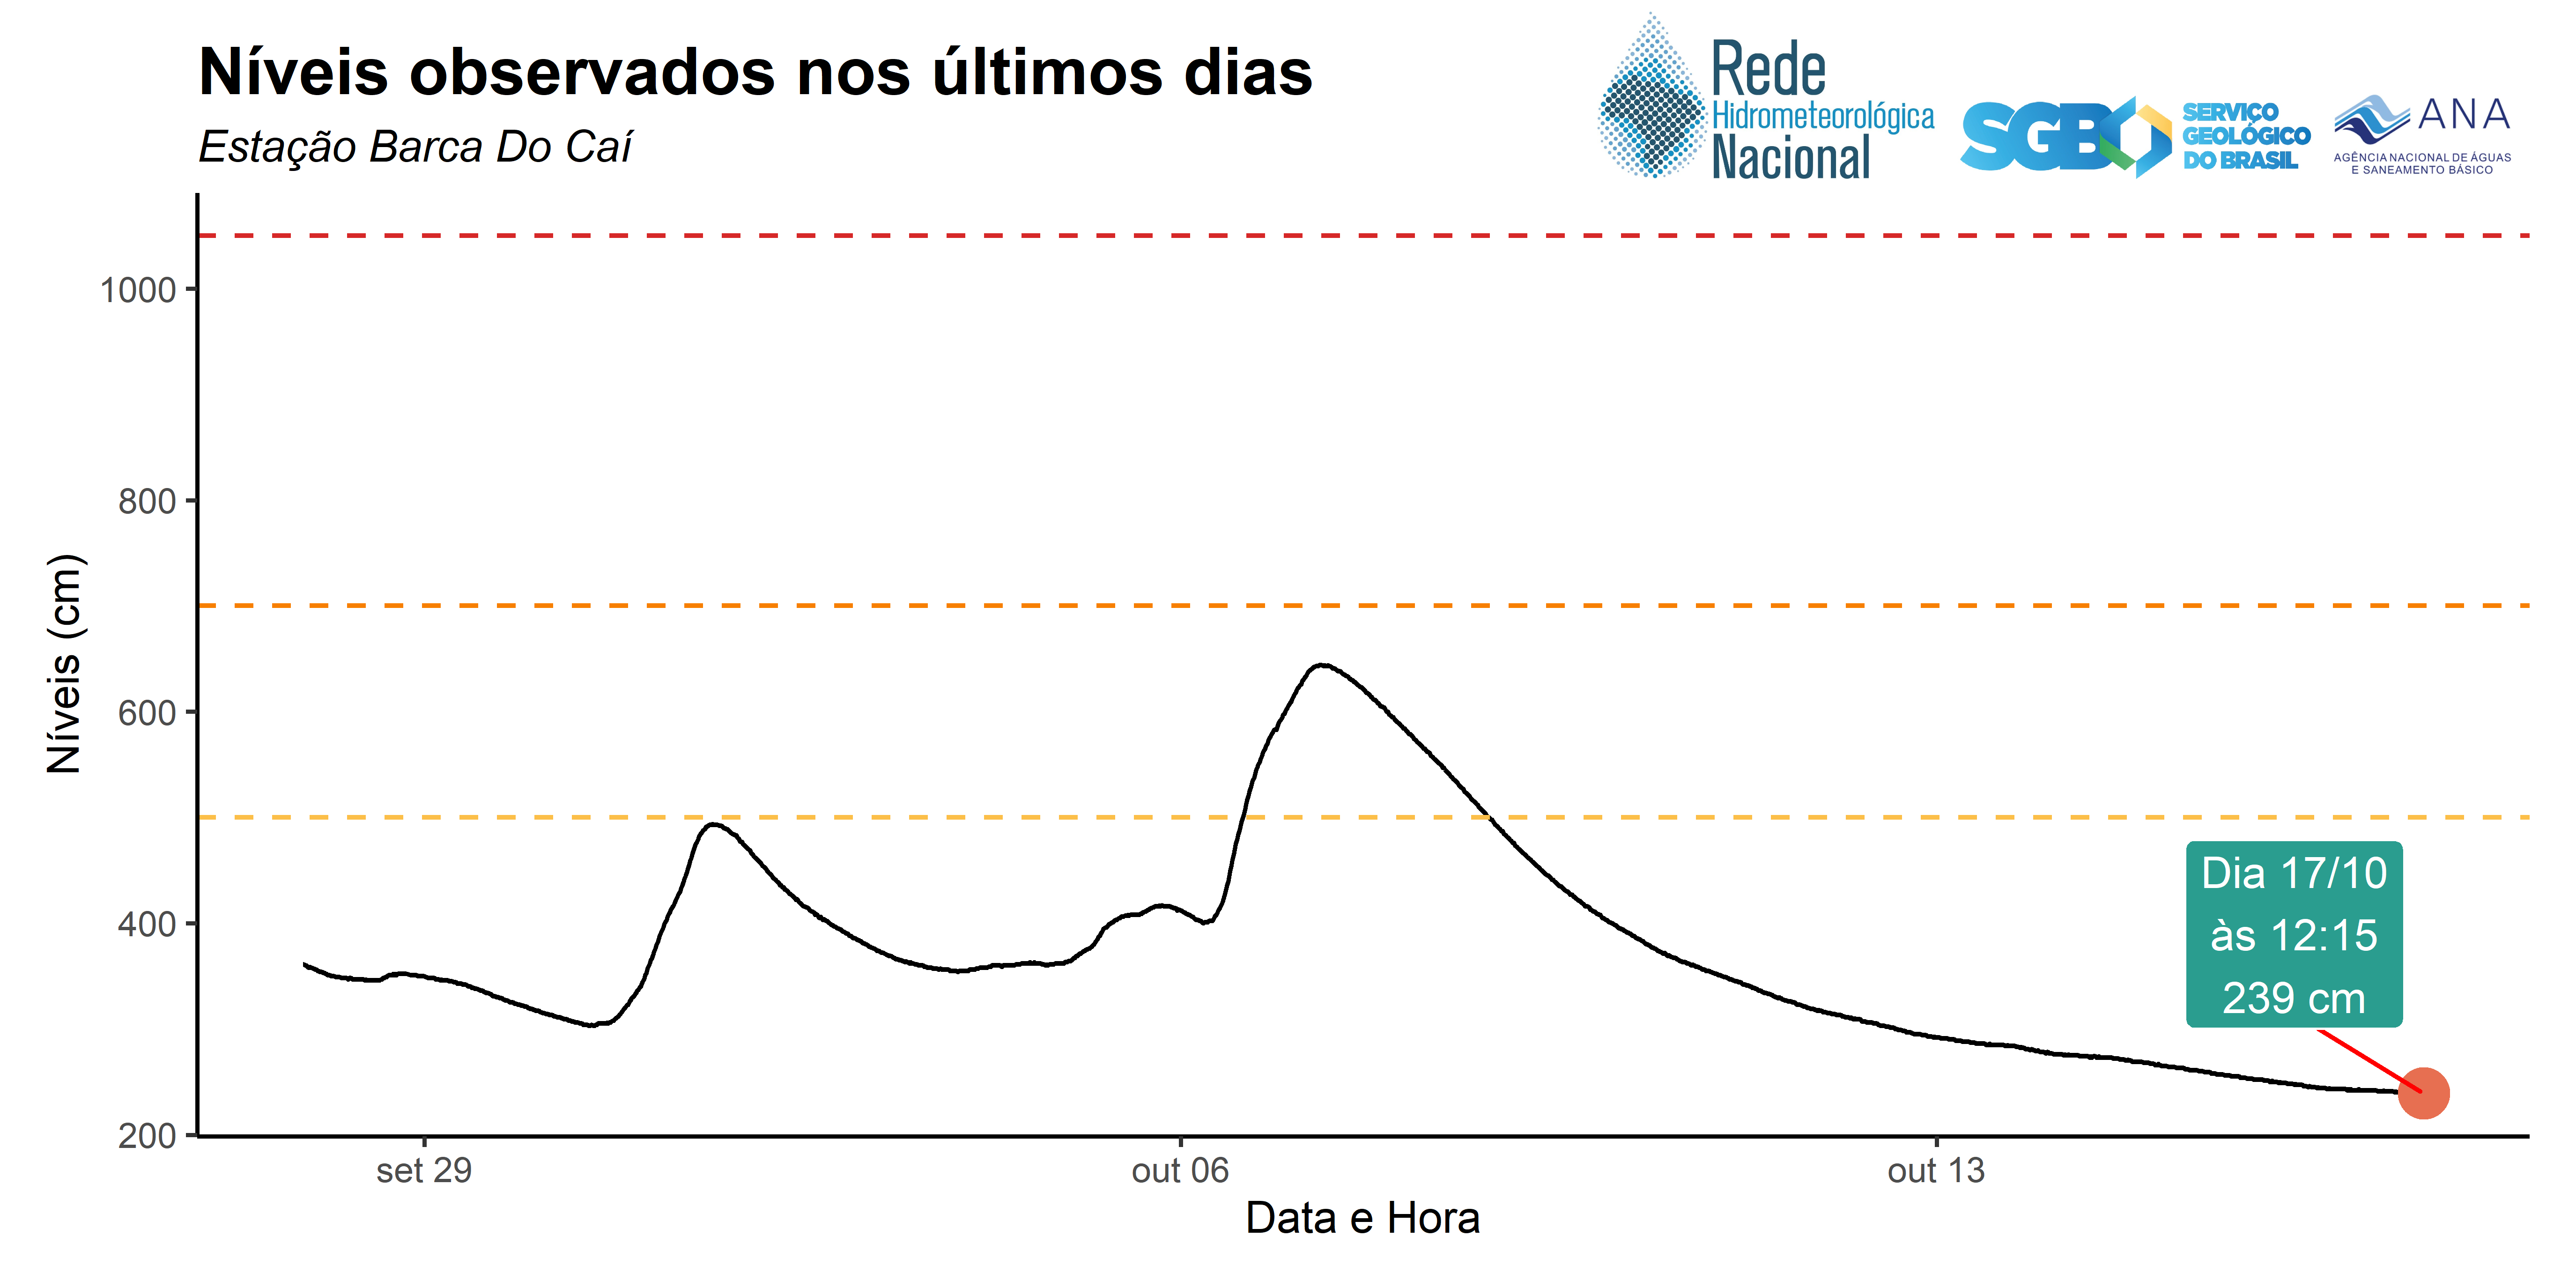 Níveis observados nos últimos dias
Estação Barca Do Caí
Rede
Hidrometeorológica
Nacional
SGB
SERVIÇO
GEOLÓGICO
DO BRASIL
ANA
AGÊNCIA NACIONAL DE ÁGUAS
E SANEAMENTO BÁSICO
Níveis (cm)
1000
800
600
400
200
Dia 17/10
às 12:15
239 cm
set 29
out 06
out 13
Data e Hora